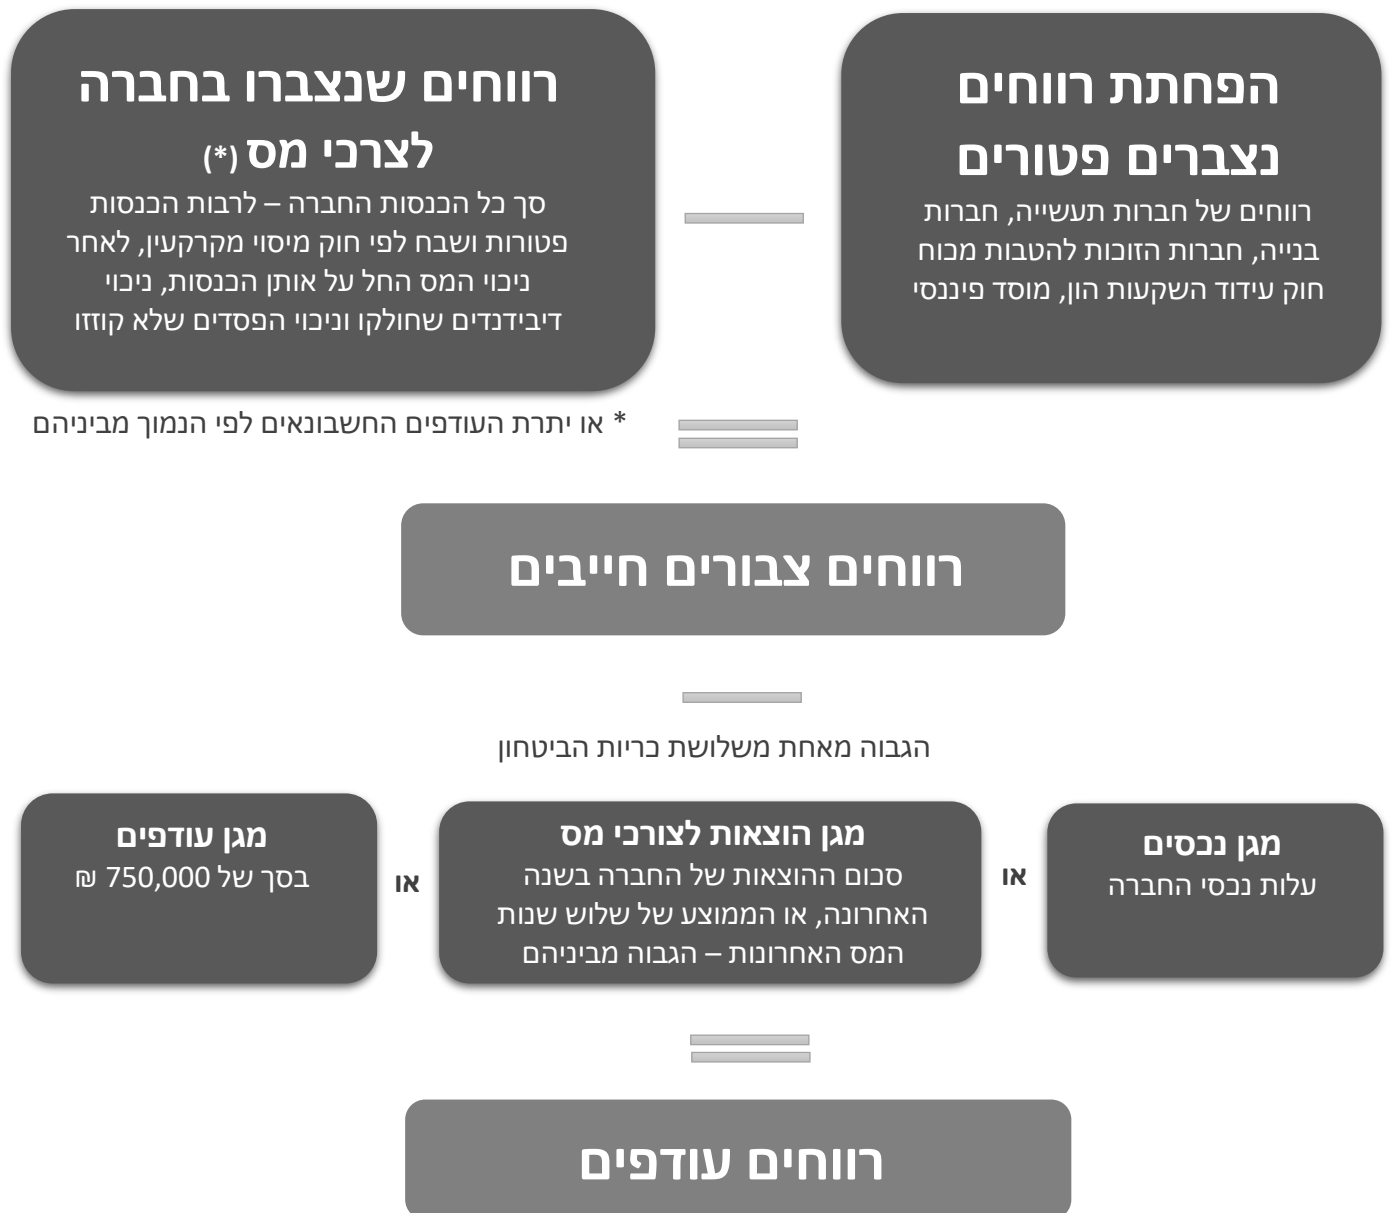 רווחים שנצברו בחברה
לצרכי מס (*)
סך כל הכנסות החברה – לרבות הכנסות
פטורות ושבח לפי חוק מיסוי מקרקעין, לאחר
ניכוי המס החל על אותן הכנסות, ניכוי
דיבידנדים שחולקו וניכוי הפסדים שלא קוזזו
הפחתת רווחים
נצברים פטורים
רווחים של חברות תעשייה, חברות
בנייה, חברות הזוכות להטבות מכוח
חוק עידוד השקעות הון, מוסד פיננסי
* או יתרת העודפים החשבונאים לפי הנמוך מביניהם
רווחים צבורים חייבים
הגבוה מאחת משלושת כריות הביטחון
מגן נכסים
עלות נכסי החברה
או
מגן הוצאות לצורכי מס
סכום ההוצאות של החברה בשנה
האחרונה, או הממוצע של שלוש שנות
המס האחרונות – הגבוה מביניהם
או
מגן עודפים
בסך של 750,000 ₪
רווחים עודפים